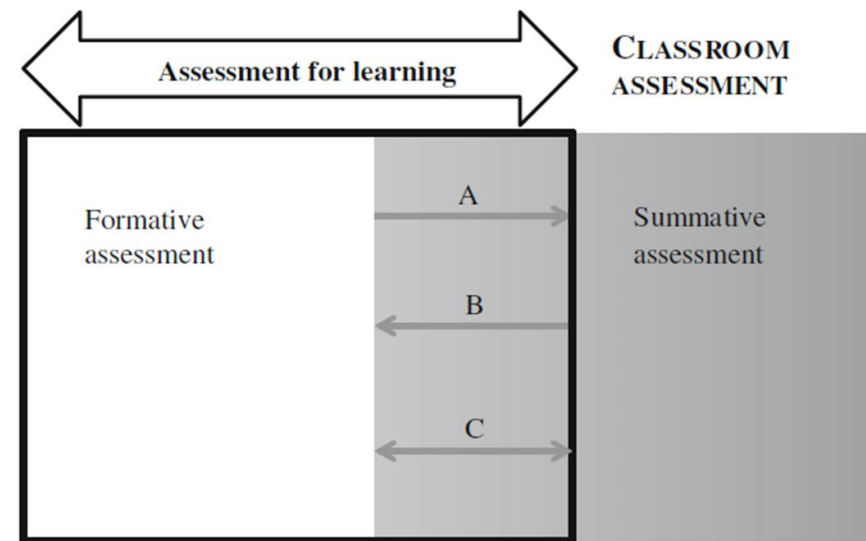 Assessment for learning
CLASSROOM
ASSESSMENT
Formative
assessment
Summative
assessment
A
B
C